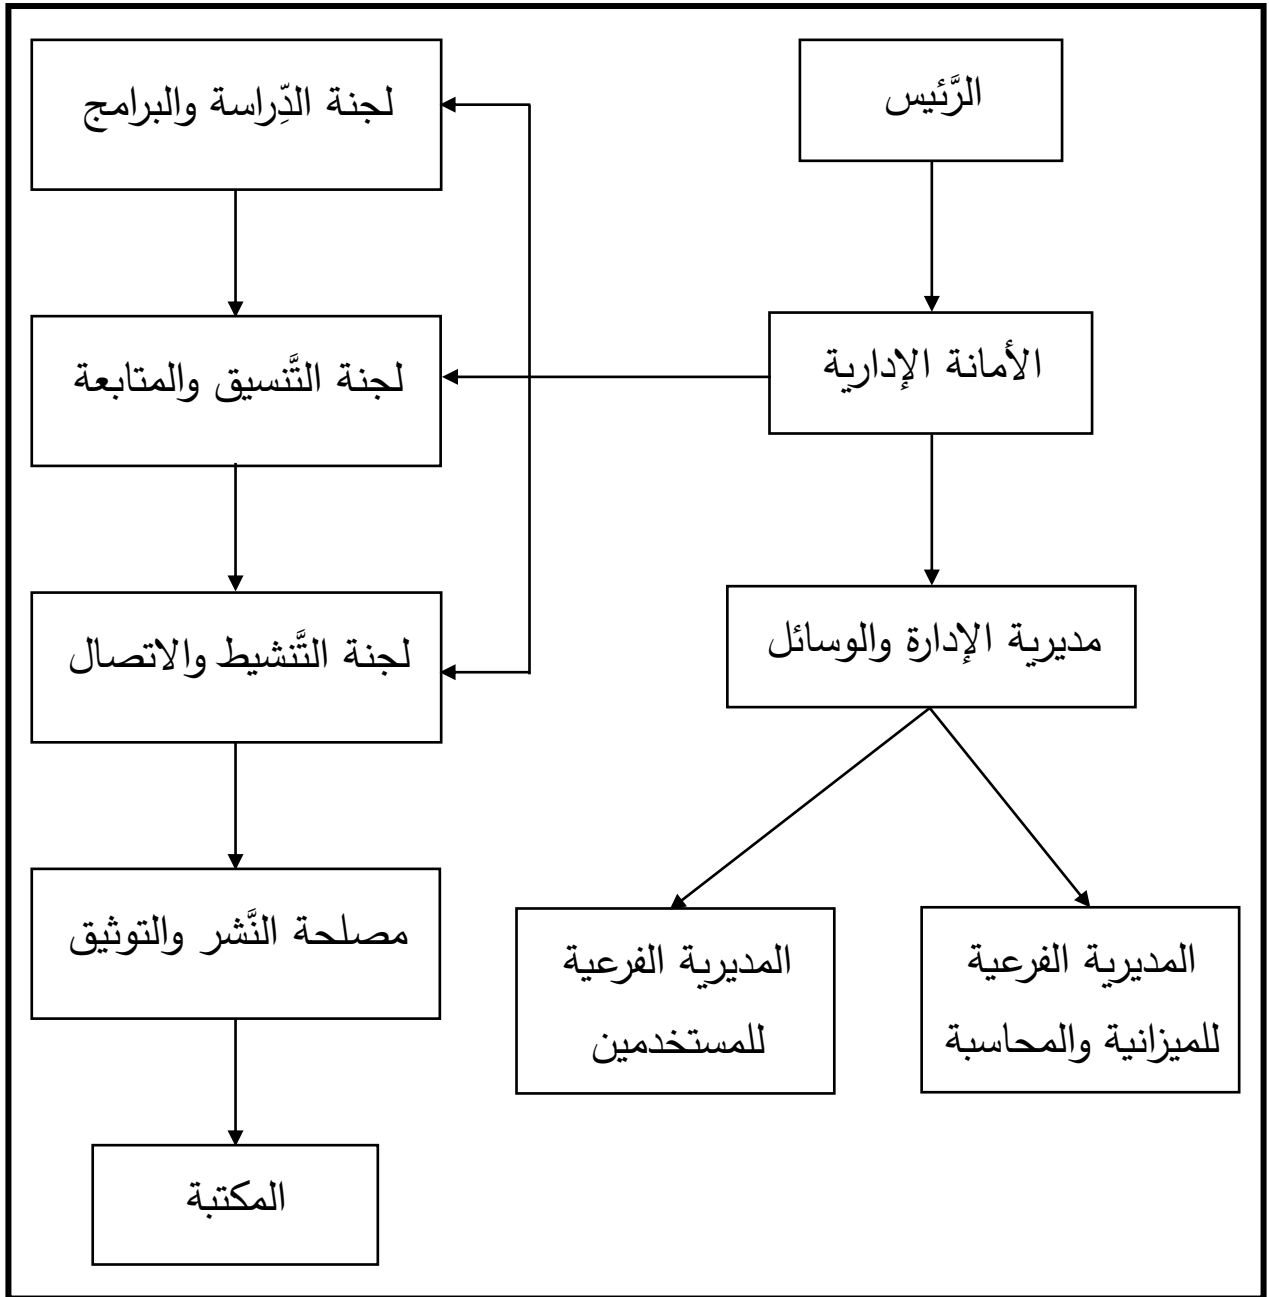 الرَّئيس
لجنة الدِّراسة والبرامج
الأمانة الإدارية
لجنة التَّنسيق والمتابعة
مديرية الإدارة والوسائل
لجنة التَّنشيط والاتصال
المديرية الفرعية
للميزانية والمحاسبة
المديرية الفرعية
للمستخدمين
مصلحة النَّشر والتوثيق
المكتبة